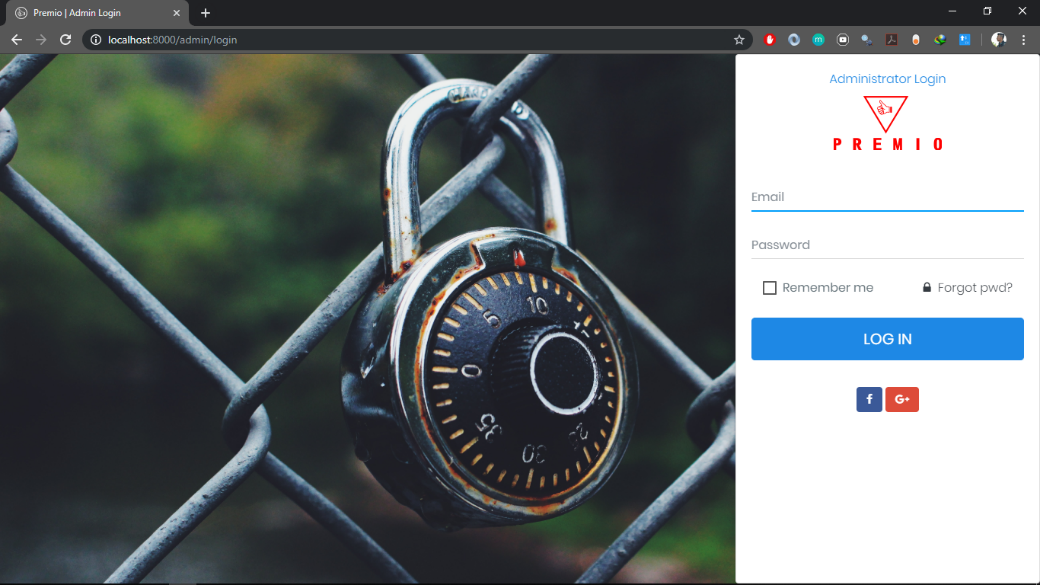 Premio | Admin Login
localhost:8000/admin/login
Administrator Login
PREMIO
Email
Password
Remember me
Forgot pwd?
LOG IN
f
G+
0
5
10
25
30
35